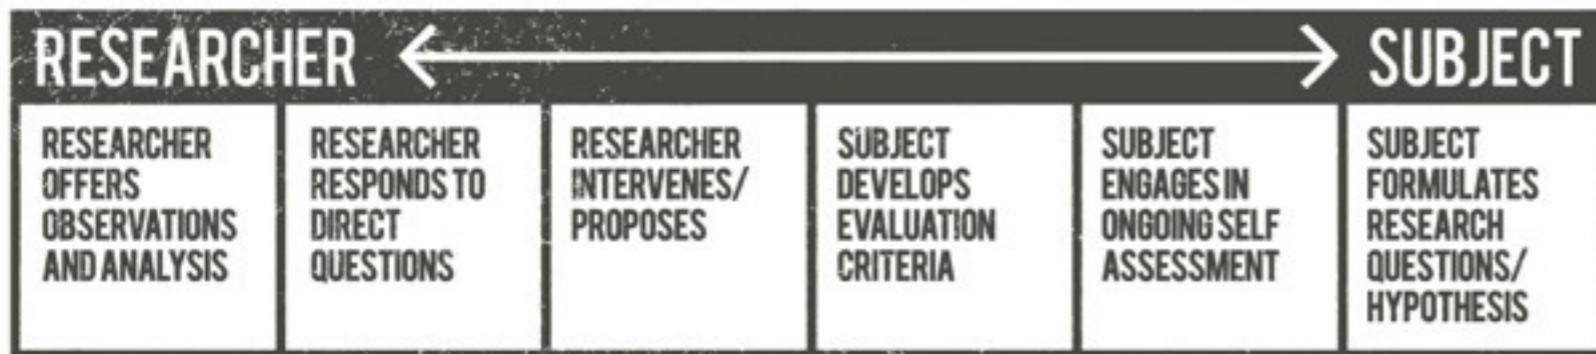 RESEARCHER SUBJECT
RESEARCHER
OFFERS
OBSERVATIONS
AND ANALYSIS
RESEARCHER
RESPONDS TO
DIRECT
QUESTIONS
RESEARCHER
INTERVENES/
PROPOSES
SUBJECT
DEVELOPS
EVALUATION
CRITERIA
SUBJECT
ENGAGES IN
ONGOING SELF
ASSESSMENT
SUBJECT
FORMULATES
RESEARCH
QUESTIONS/
HYPOTHESIS